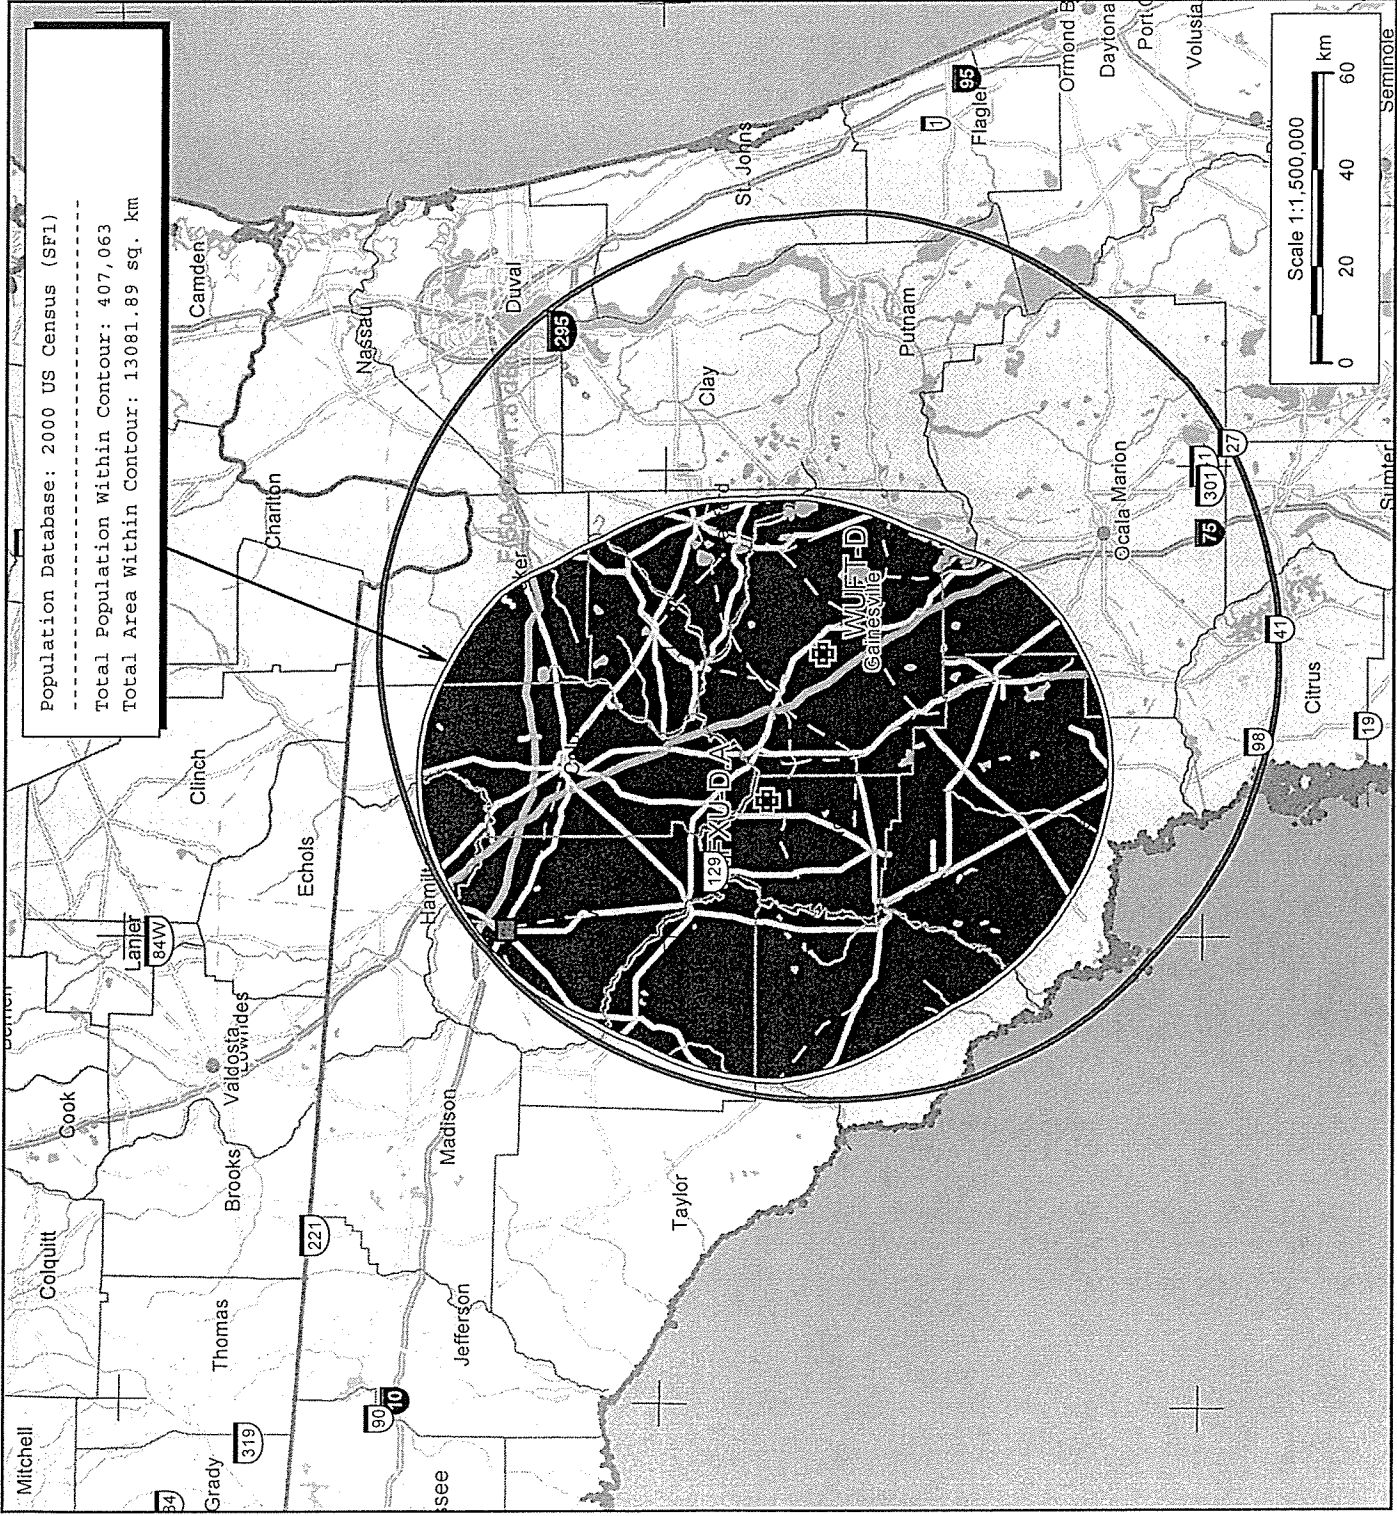 Population Database: 2000 US Census (SF1)
Total Population Within Contour: 407,063
Total Area Within Contour: 13081.89 sq. km
Mitchell
Colquitt
Cook
Lanier
84W
Clinch
Charlton
Camden
Grady
319
Thomas
Brooks
Valdosta
Lowndes
Echols
221
Nassau
90
10
Jefferson
Madison
Duval
295
St. Johns
Taylor
129
Clay
WUFT-D
Gainesville
Putnam
1
Flagler
95
Ormond B
Daytona
Port
Volusia
Ocala
Marion
75
301
27
98
41
19
Citrus
Sumter
Seminole
Scale 1:1,500,000
0 20 40 60 km